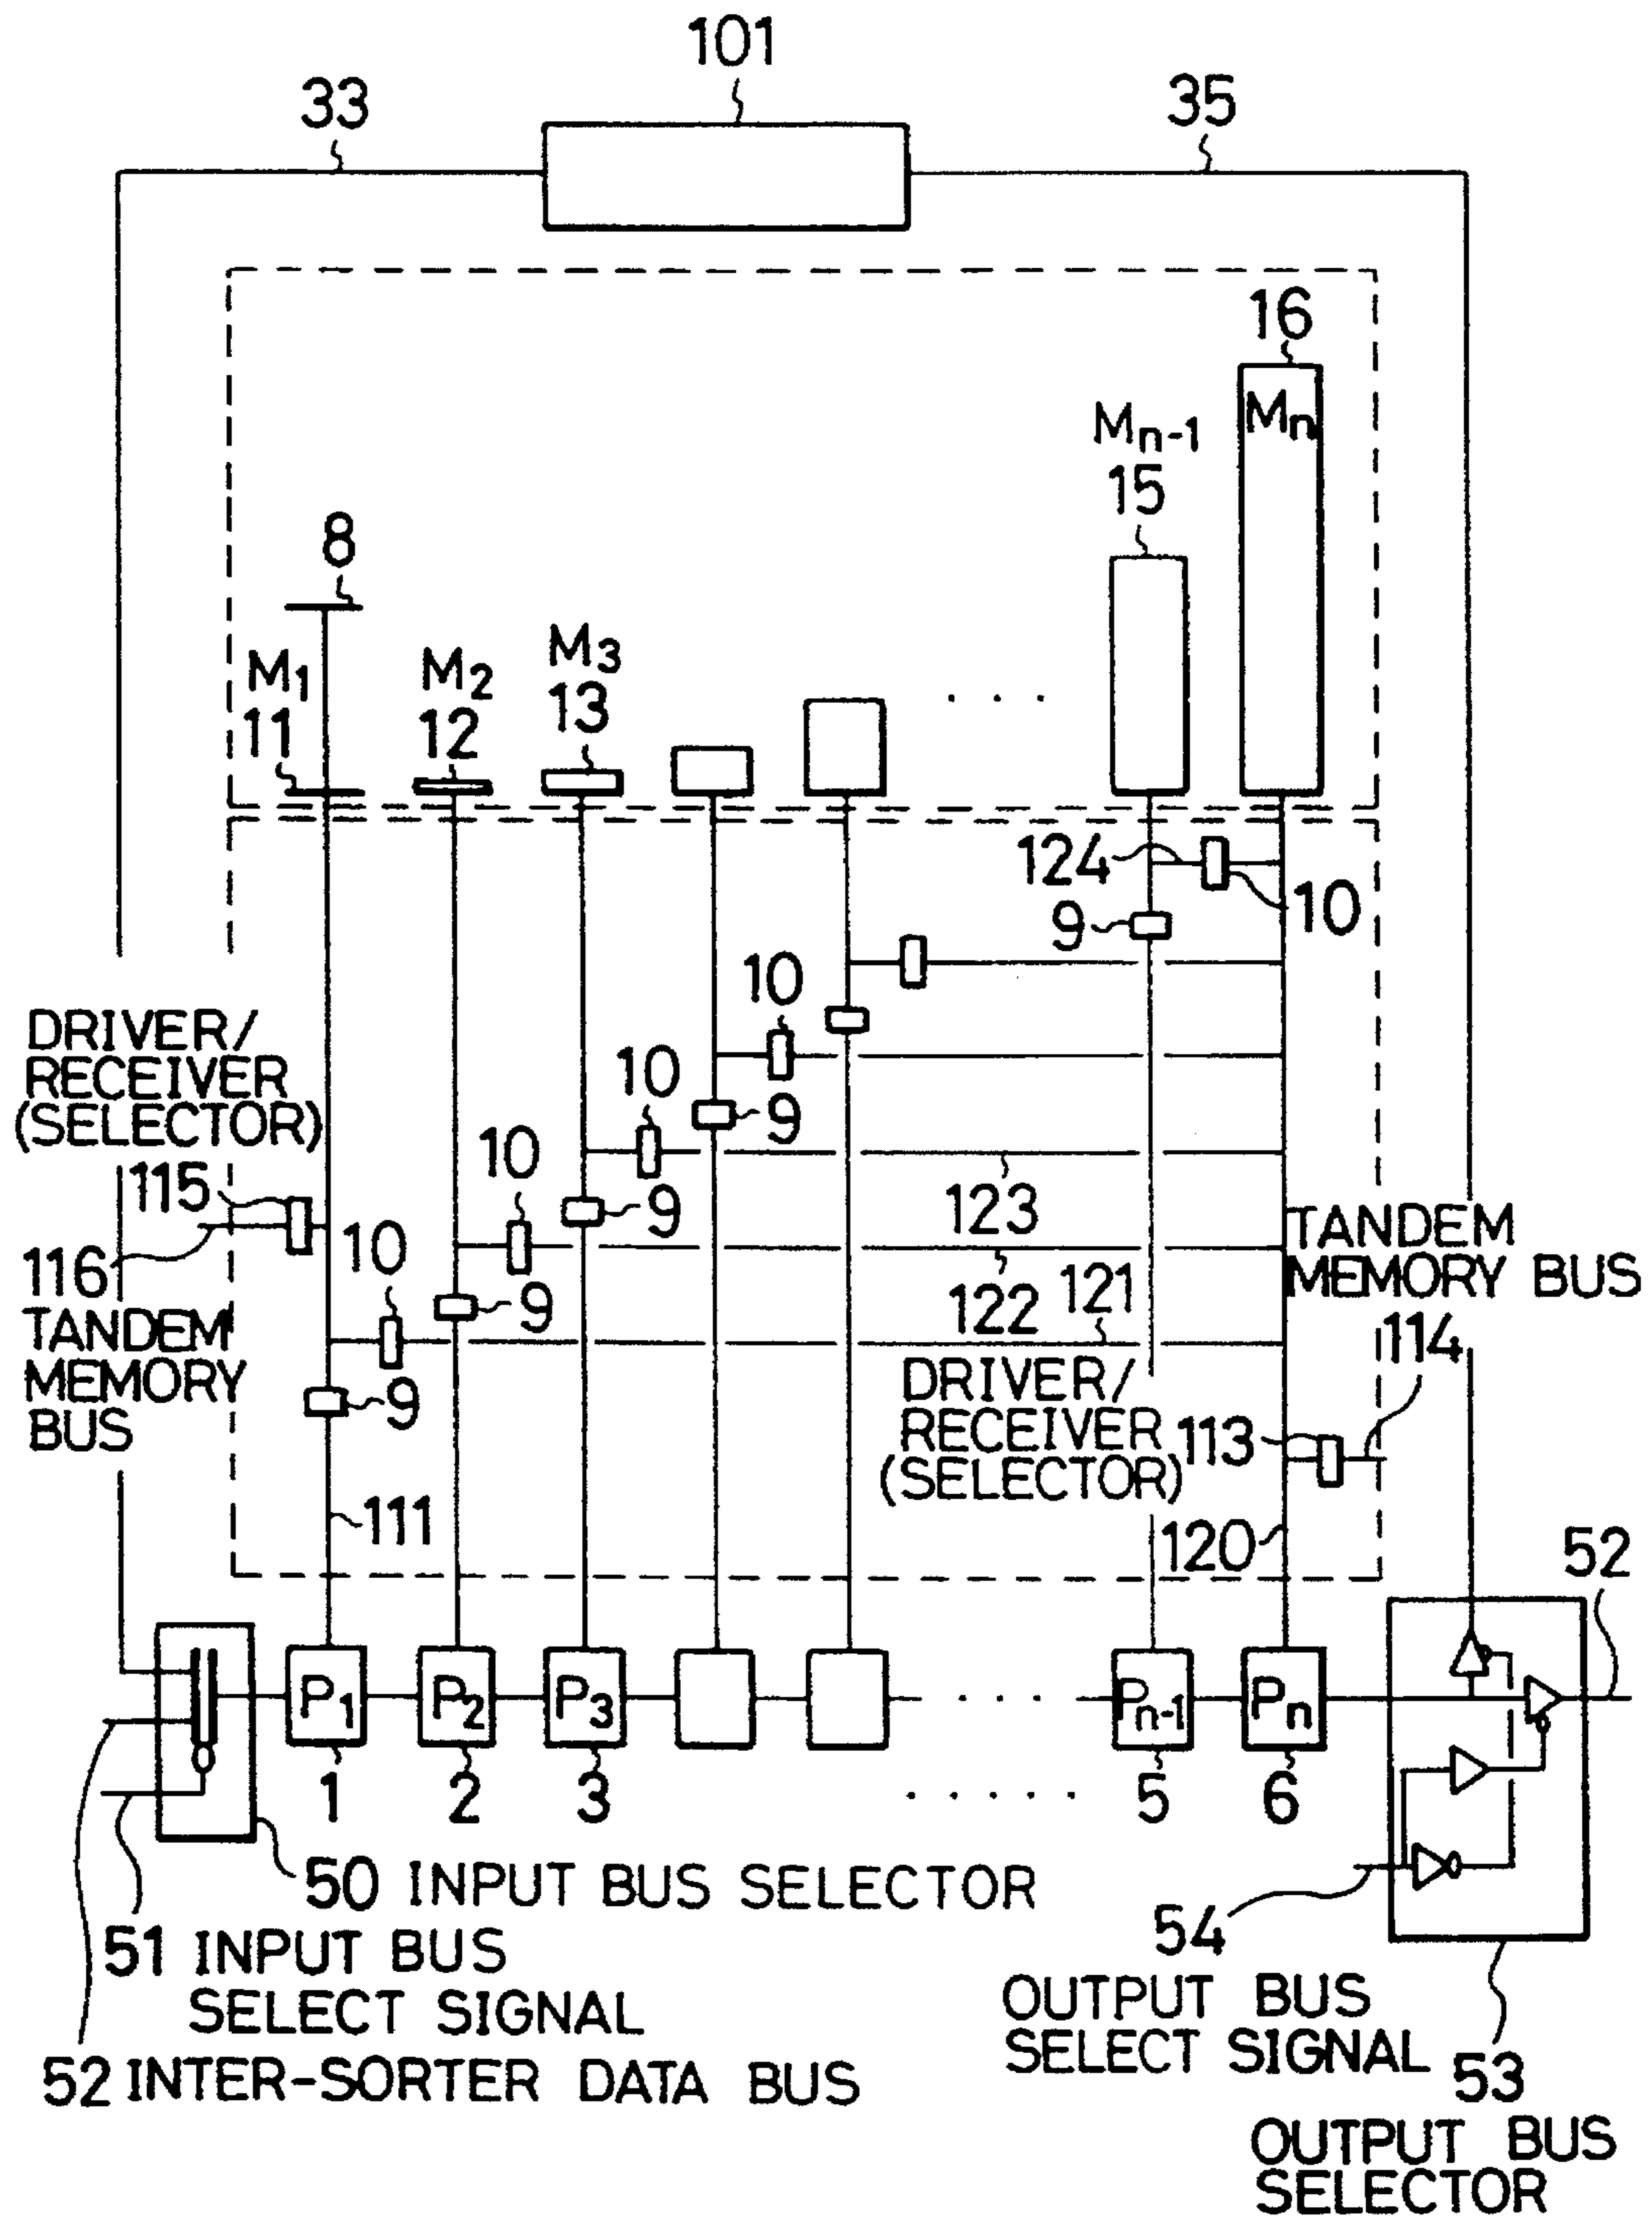 101
33
35
16
Mn
Mn-1
15
8
M1
11
M2
12
M3
13
. . .
124
10
9
10
DRIVER/
RECEIVER
(SELECTOR)
10
9
10
115
123
9
TANDEM
MEMORY BUS
116
10
122
121
9
TANDEM
MEMORY
BUS
114
DRIVER/
RECEIVER
(SELECTOR)
113
9
111
120
52
P1
P2
P3
. . .
Pn-1
Pn
1
2
3
. . . . .
5
6
50 INPUT BUS SELECTOR
51 INPUT BUS
SELECT SIGNAL
52 INTER-SORTER DATA BUS
54
OUTPUT BUS
SELECT SIGNAL
53
OUTPUT BUS
SELECTOR